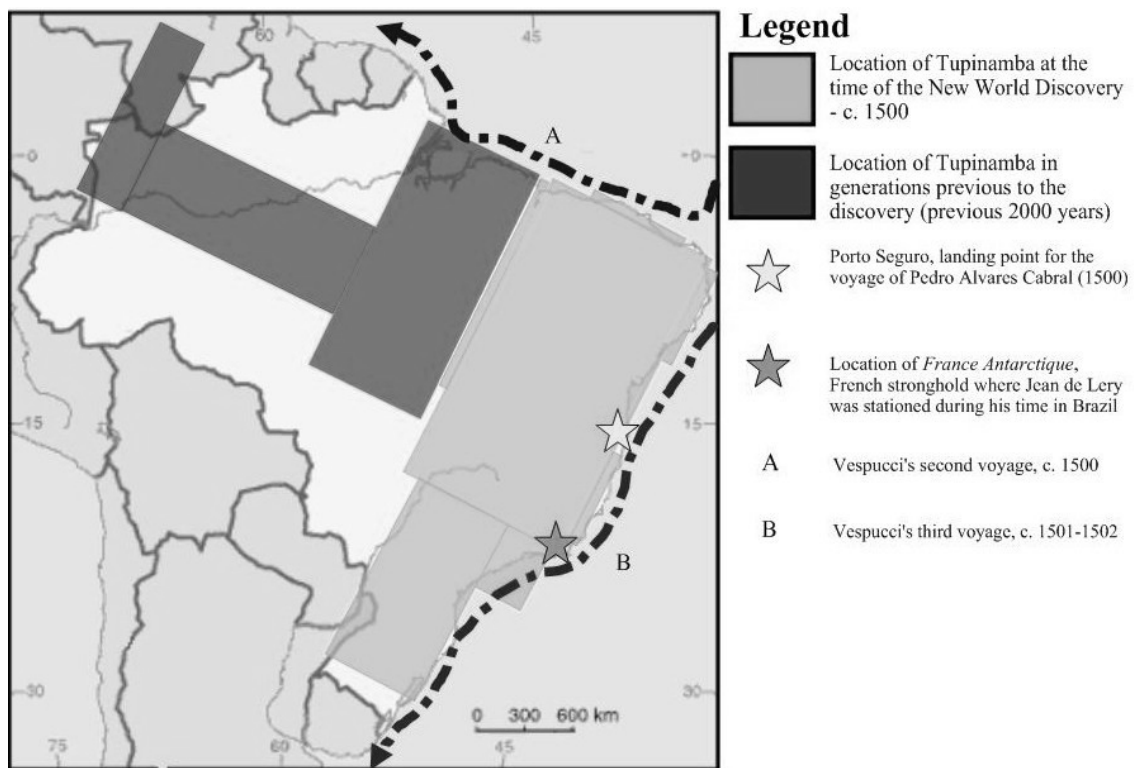 60
45
A
0
0
15
15
B
30
30
0 300 600 km
75
60
45
Legend
Location of Tupinamba at the
time of the New World Discovery
- c. 1500
Location of Tupinamba in
generations previous to the
discovery (previous 2000 years)
Porto Seguro, landing point for the
voyage of Pedro Alvares Cabral (1500)
Location of France Antarctique,
French stronghold where Jean de Lery
was stationed during his time in Brazil
A Vespucci's second voyage, c. 1500
B Vespucci's third voyage, c. 1501-1502